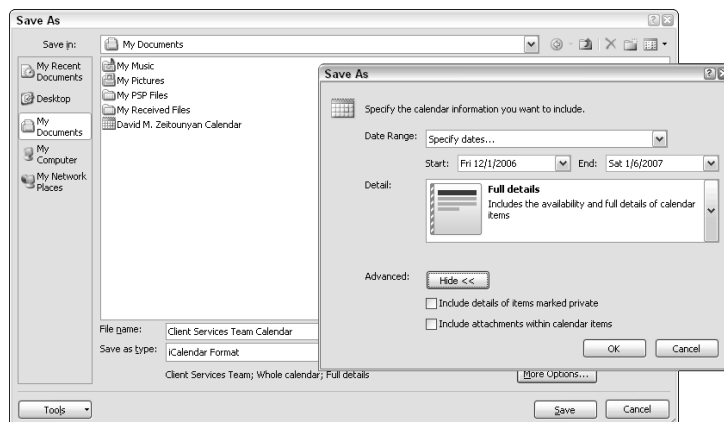 Save As
Save in:
My Documents
My Recent Documents
Desktop
My Documents
My Computer
My Network Places
My Music
My Pictures
My PSP Files
My Received Files
David M. Zeitounyan Calendar
File name:
Client Services Team Calendar
Save as type:
iCalendar Format
Client Services Team; Whole calendar; Full details
More Options...
Tools
Save
Cancel
Save As
Specify the calendar information you want to include.
Date Range:
Specify dates...
Start:
Fri 12/1/2006
End:
Sat 1/6/2007
Detail:
Full details
Includes the availability and full details of calendar
items
Advanced:
Hide <<
Include details of items marked private
Include attachments within calendar items
OK
Cancel